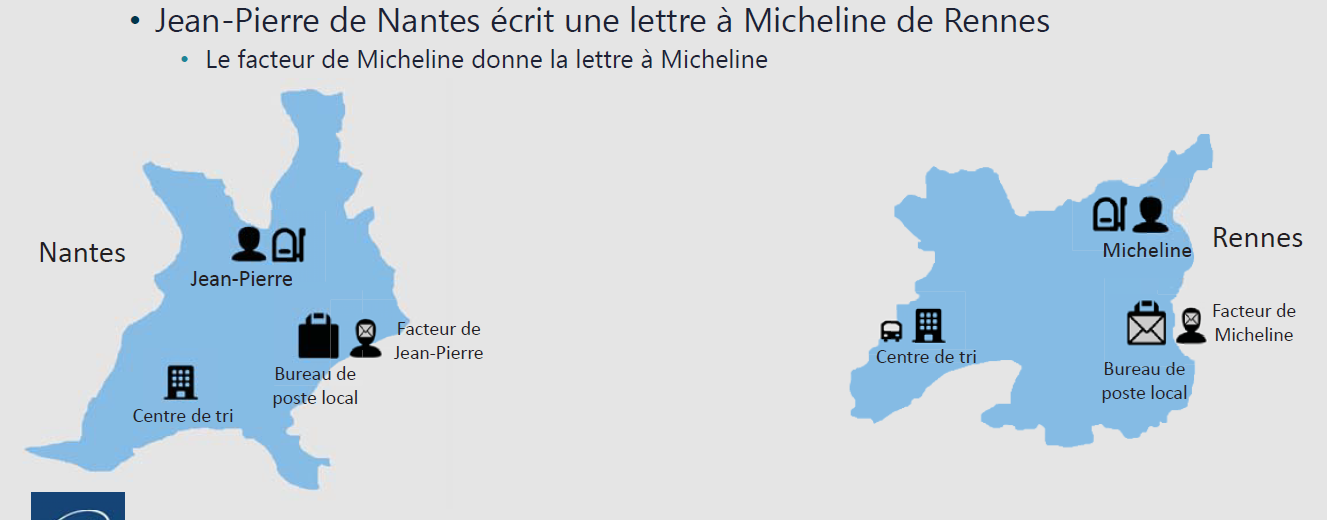 Jean-Pierre de Nantes écrit une lettre à Micheline de Rennes
Le facteur de Micheline donne la lettre à Micheline
Nantes
Jean-Pierre
Facteur de
Jean-Pierre
Bureau de
poste local
Centre de tri
Micheline
Rennes
Facteur de
Micheline
Centre de tri
Bureau de
poste local